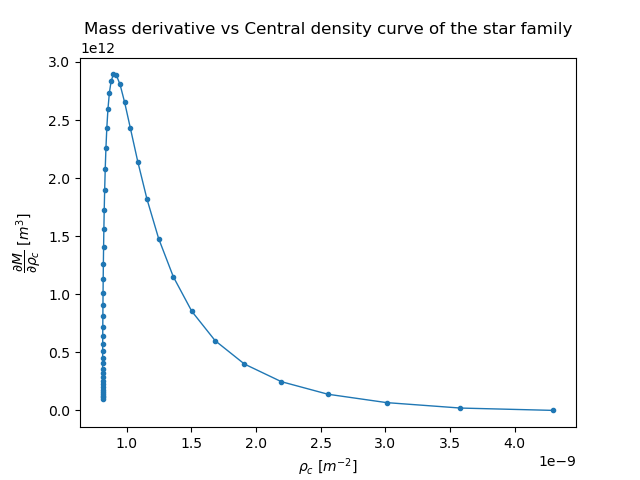 Mass derivative vs Central density curve of the star family
1e12
3.0
2.5
2.0
1.5
1.0
0.5
0.0
∂M/∂ρ_c [m³]
1.0 1.5 2.0 2.5 3.0 3.5 4.0
1e−9
ρ_c [m⁻²]